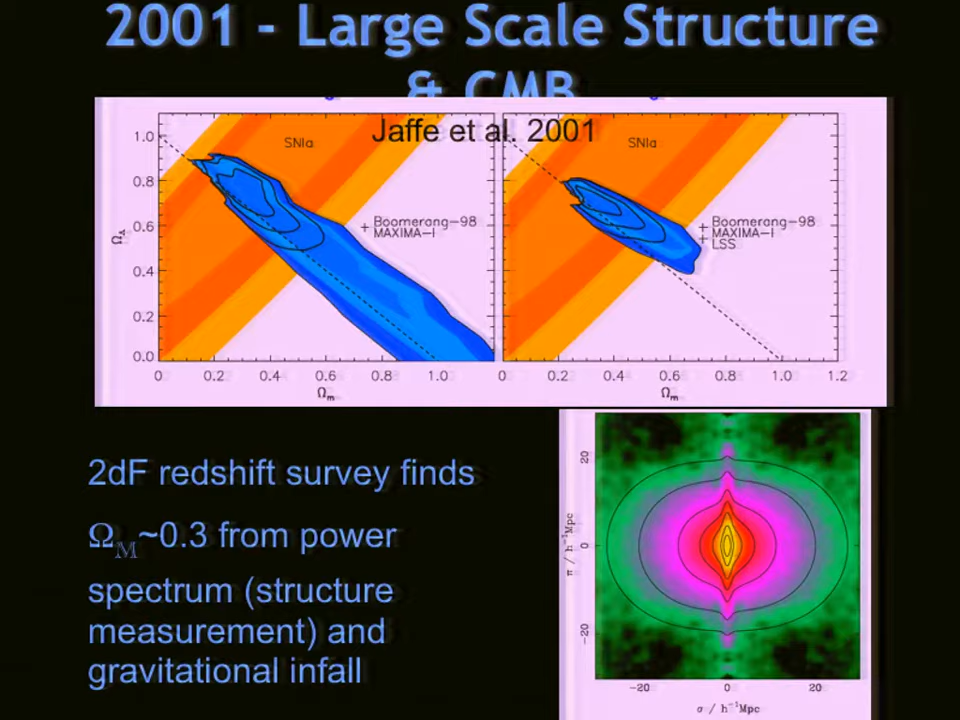 2001 - Large Scale Structure
& CMB
Jaffe et al. 2001
SNIa
SNIa
1.0
0.8
0.6
0.4
0.2
0.0
Ω_Λ
+ Boomerang-98
MAXIMA-I
+ Boomerang-98
+ MAXIMA-I
LSS
0 0.2 0.4 0.6 0.8 1.0
0 0.2 0.4 0.6 0.8 1.0 1.2
Ωₘ
Ωₘ
2dF redshift survey finds
Ω_M~0.3 from power
spectrum (structure
measurement) and
gravitational infall
20
0
−20
π / h⁻¹Mpc
−20 0 20
σ / h⁻¹Mpc